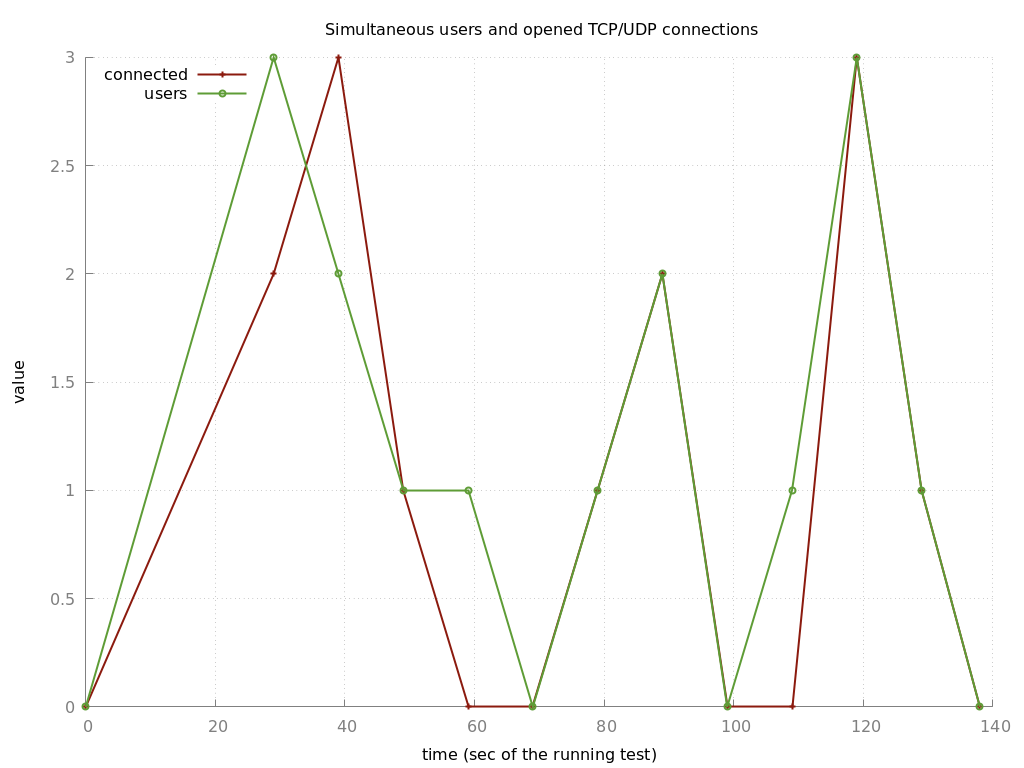 Simultaneous users and opened TCP/UDP connections
connected
users
3
2.5
2
1.5
1
0.5
0
value
0 20 40 60 80 100 120 140
time (sec of the running test)